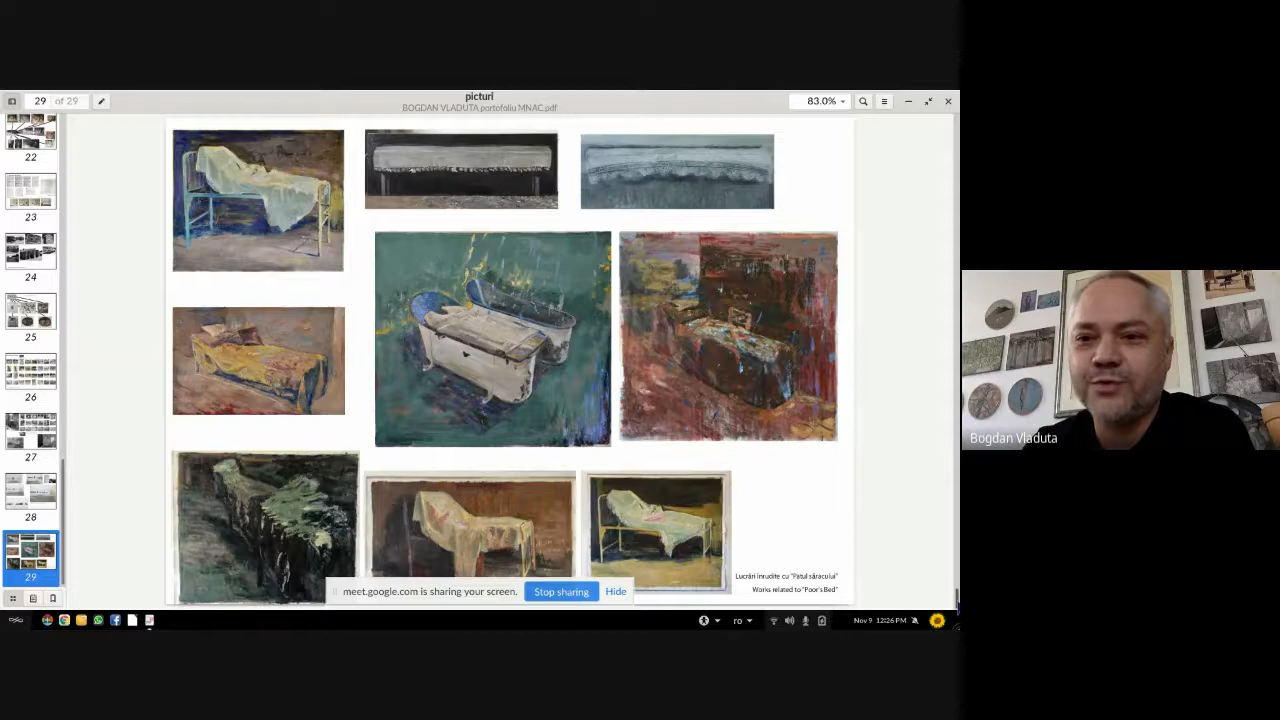 29 of 29
picturi
BOGDAN VLADUTA portofoliu MNAC.pdf
83.0%
22
23
24
25
26
27
28
29
Lucrări înrudite cu "Patul săracului"
Works related to "Poor's Bed"
meet.google.com is sharing your screen.
Stop sharing
Hide
ro
Nov 9 12:26 PM
Bogdan Vladuta